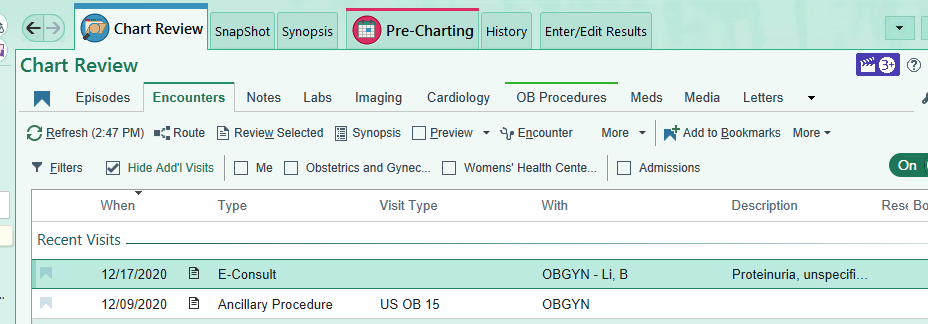 Chart Review SnapShot Synopsis Pre-Charting History Enter/Edit Results
Chart Review 3+ ?
Episodes Encounters Notes Labs Imaging Cardiology OB Procedures Meds Media Letters
Refresh (2:47 PM) Route Review Selected Synopsis Preview Encounter More Add to Bookmarks More
Filters Hide Add'l Visits Me Obstetrics and Gynec... Womens' Health Cente... Admissions On
When Type Visit Type With Description Rese Bo
Recent Visits
12/17/2020 E-Consult OBGYN - Li, B Proteinuria, unspecifi...
12/09/2020 Ancillary Procedure US OB 15 OBGYN